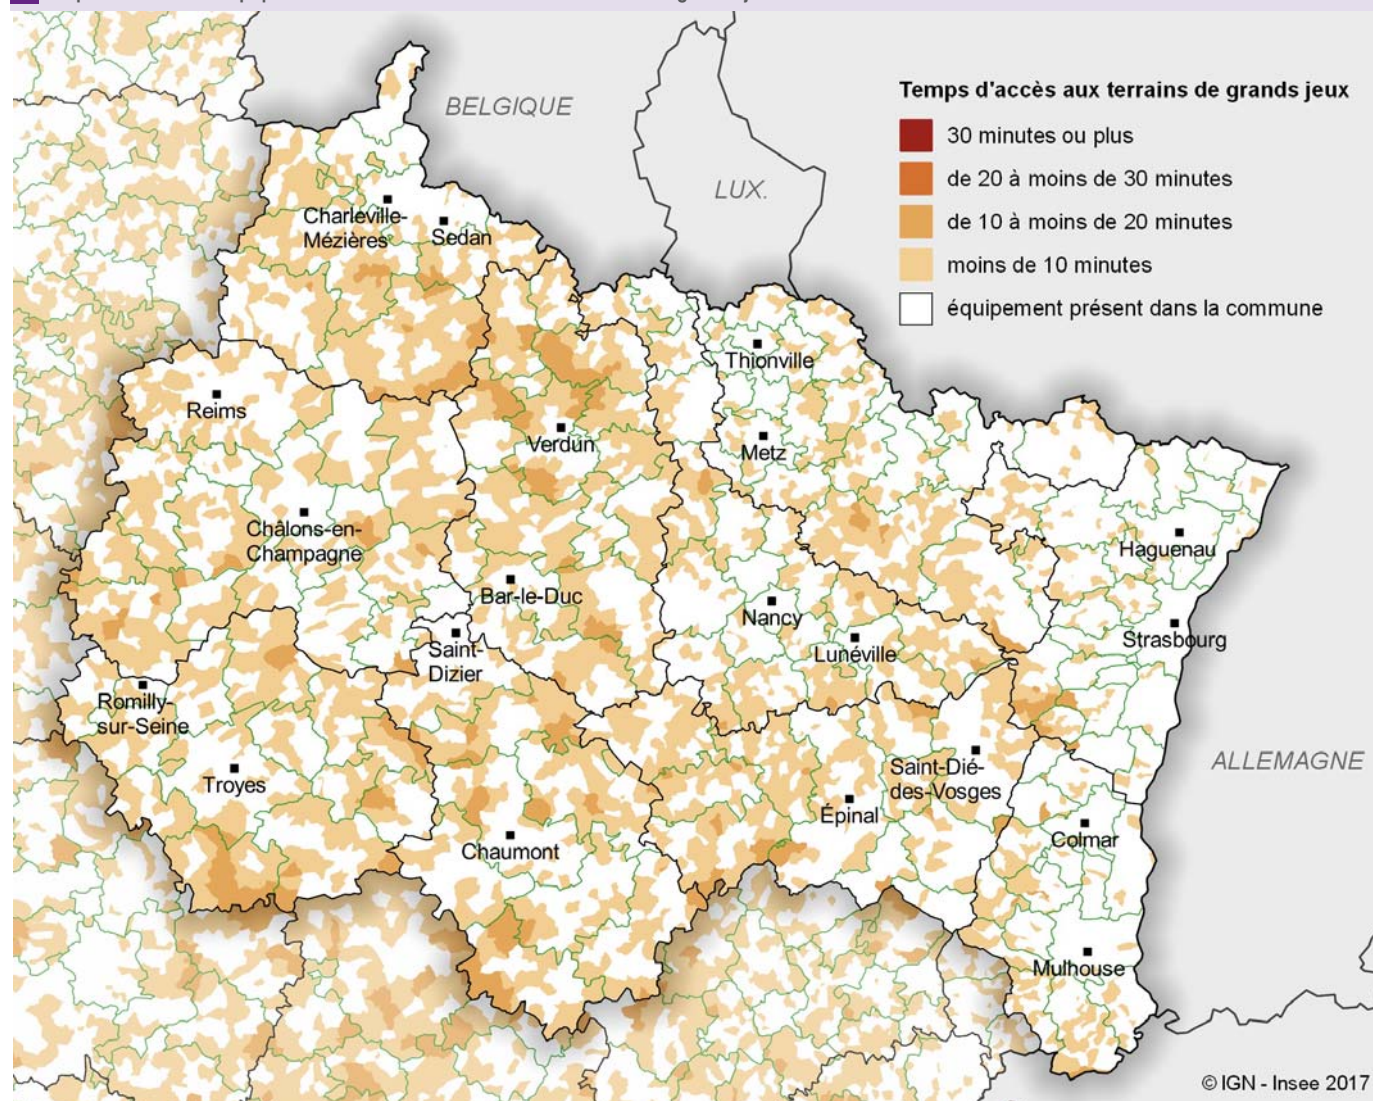 BELGIQUE
LUX.
Temps d'accès aux terrains de grands jeux
30 minutes ou plus
de 20 à moins de 30 minutes
de 10 à moins de 20 minutes
moins de 10 minutes
équipement présent dans la commune
Charleville-
Mézières
Sedan
Thionville
Reims
Verdun
Metz
Châlons-en-
Champagne
Haguenau
Bar-le-Duc
Nancy
Strasbourg
Saint-
Dizier
Lunéville
Romilly-
sur-Seine
Troyes
Saint-Dié-
des-Vosges
ALLEMAGNE
Épinal
Chaumont
Colmar
Mulhouse
© IGN - Insee 2017